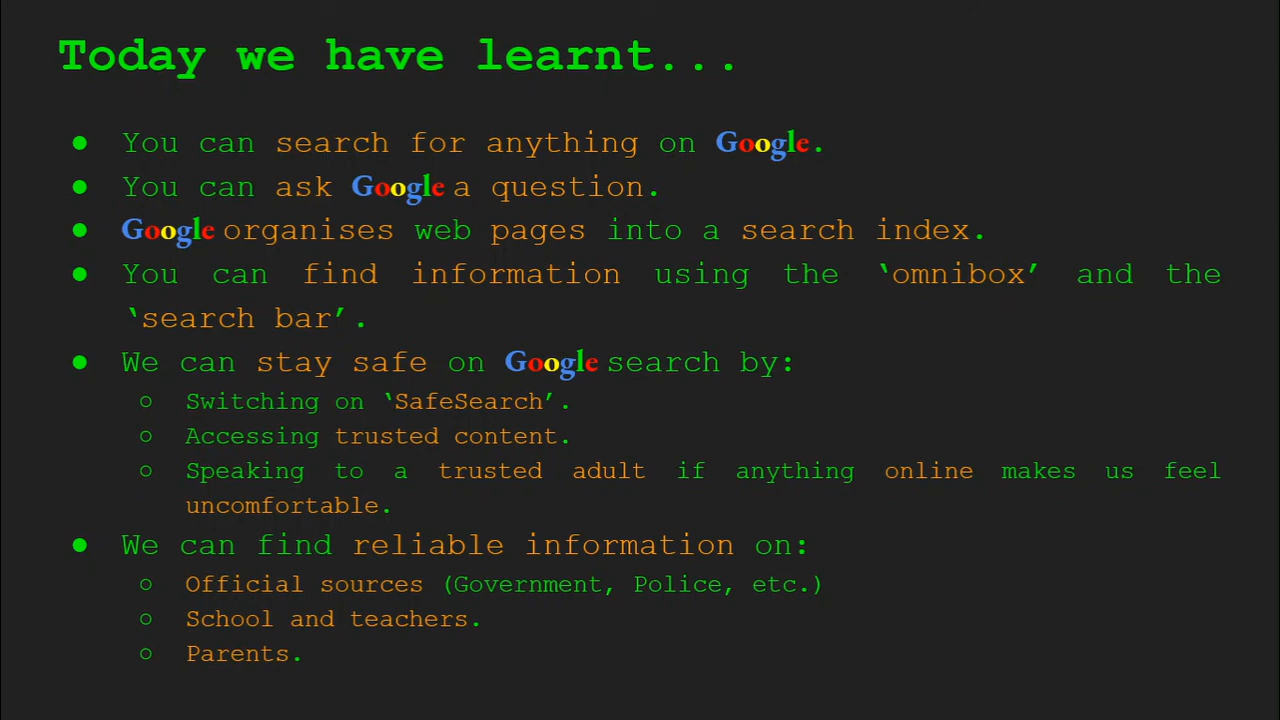 Today we have learnt...
● You can search for anything on Google.
● You can ask Google a question.
● Google organises web pages into a search index.
● You can find information using the ‘omnibox’ and the
‘search bar’.
● We can stay safe on Google search by:
○ Switching on ‘SafeSearch’.
○ Accessing trusted content.
○ Speaking to a trusted adult if anything online makes us feel
uncomfortable.
● We can find reliable information on:
○ Official sources (Government, Police, etc.)
○ School and teachers.
○ Parents.